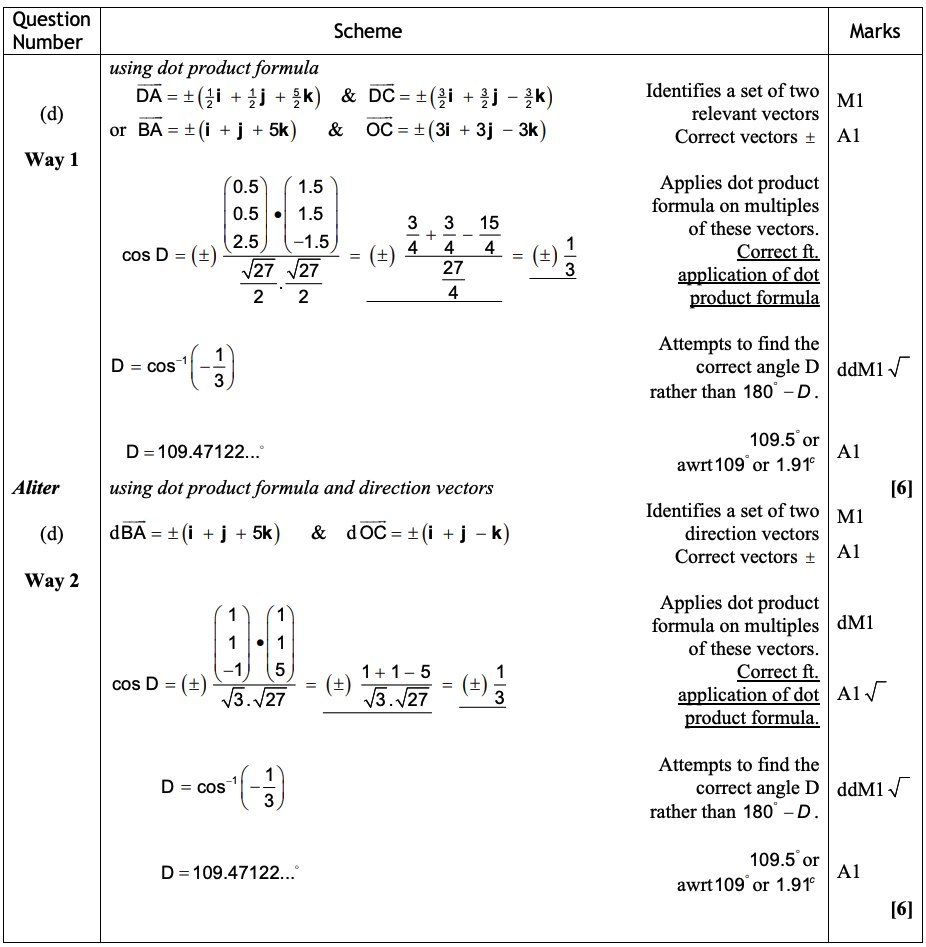 Question Number Scheme Marks
using dot product formula
(d)
Way 1
DA = ± (½i + ½j + 5/2 k) & DC = ± (3/2 i + 3/2 j − 3/2 k)
or BA = ± (i + j + 5k) & OC = ± (3i + 3j − 3k)
Identifies a set of two
relevant vectors
Correct vectors ±
M1
A1
cos D = (±) (0.5 0.5 2.5) • (1.5 1.5 −1.5) / (√27/2 . √27/2) = (±) (3/4 + 3/4 − 15/4) / (27/4) = (±) 1/3
Applies dot product
formula on multiples
of these vectors.
Correct ft.
application of dot
product formula
D = cos⁻¹(−1/3)
Attempts to find the
correct angle D
rather than 180° − D.
ddM1√
D = 109.47122...°
109.5° or
awrt109° or 1.91ᶜ
A1
[6]
Aliter
(d)
Way 2
using dot product formula and direction vectors
dBA = ± (i + j + 5k) & dOC = ± (i + j − k)
Identifies a set of two
direction vectors
Correct vectors ±
M1
A1
cos D = (±) (1 1 −1) • (1 1 5) / (√3 . √27) = (±) (1 + 1 − 5) / (√3 . √27) = (±) 1/3
Applies dot product
formula on multiples
of these vectors.
Correct ft.
application of dot
product formula.
dM1
A1√
D = cos⁻¹(−1/3)
Attempts to find the
correct angle D
rather than 180° − D.
ddM1√
D = 109.47122...°
109.5° or
awrt109° or 1.91ᶜ
A1
[6]